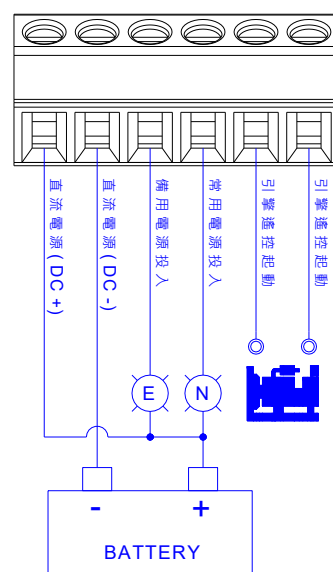 直流電源(DC+)
直流電源(DC-)
備用電源投入
常用電源投入
引擎遙控起動
引擎遙控起動
E
N
-
+
BATTERY